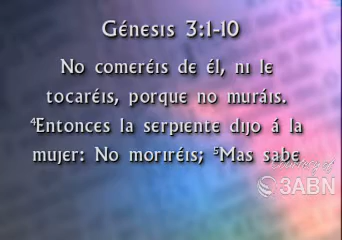 Génesis 3:1-10
No comeréis de él, ni le
tocaréis, porque no muráis.
⁴Entonces la serpiente dijo á la
mujer: No moriréis; ⁵Mas sabe
3ABN